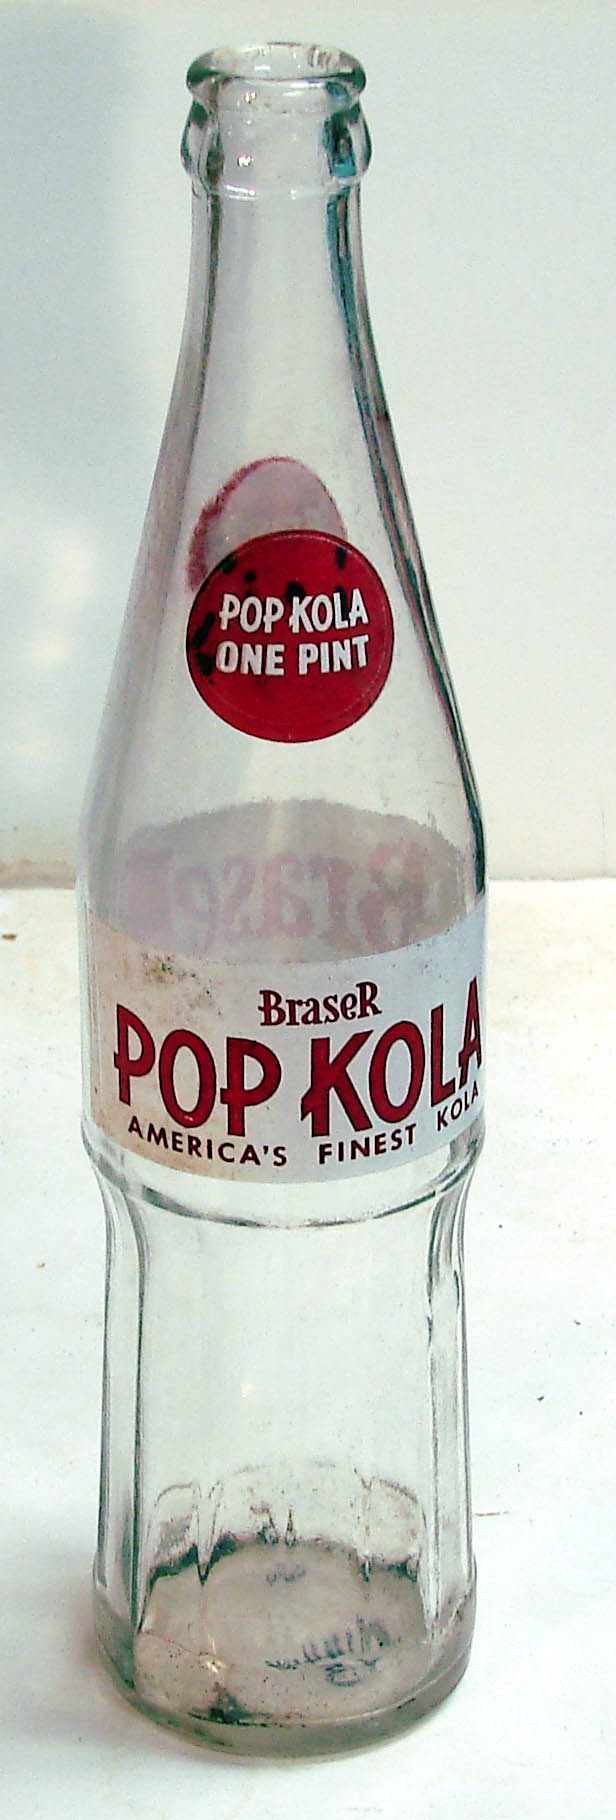 POP KOLA
ONE PINT
BraseR
POP KOLA
AMERICA'S FINEST KOLA